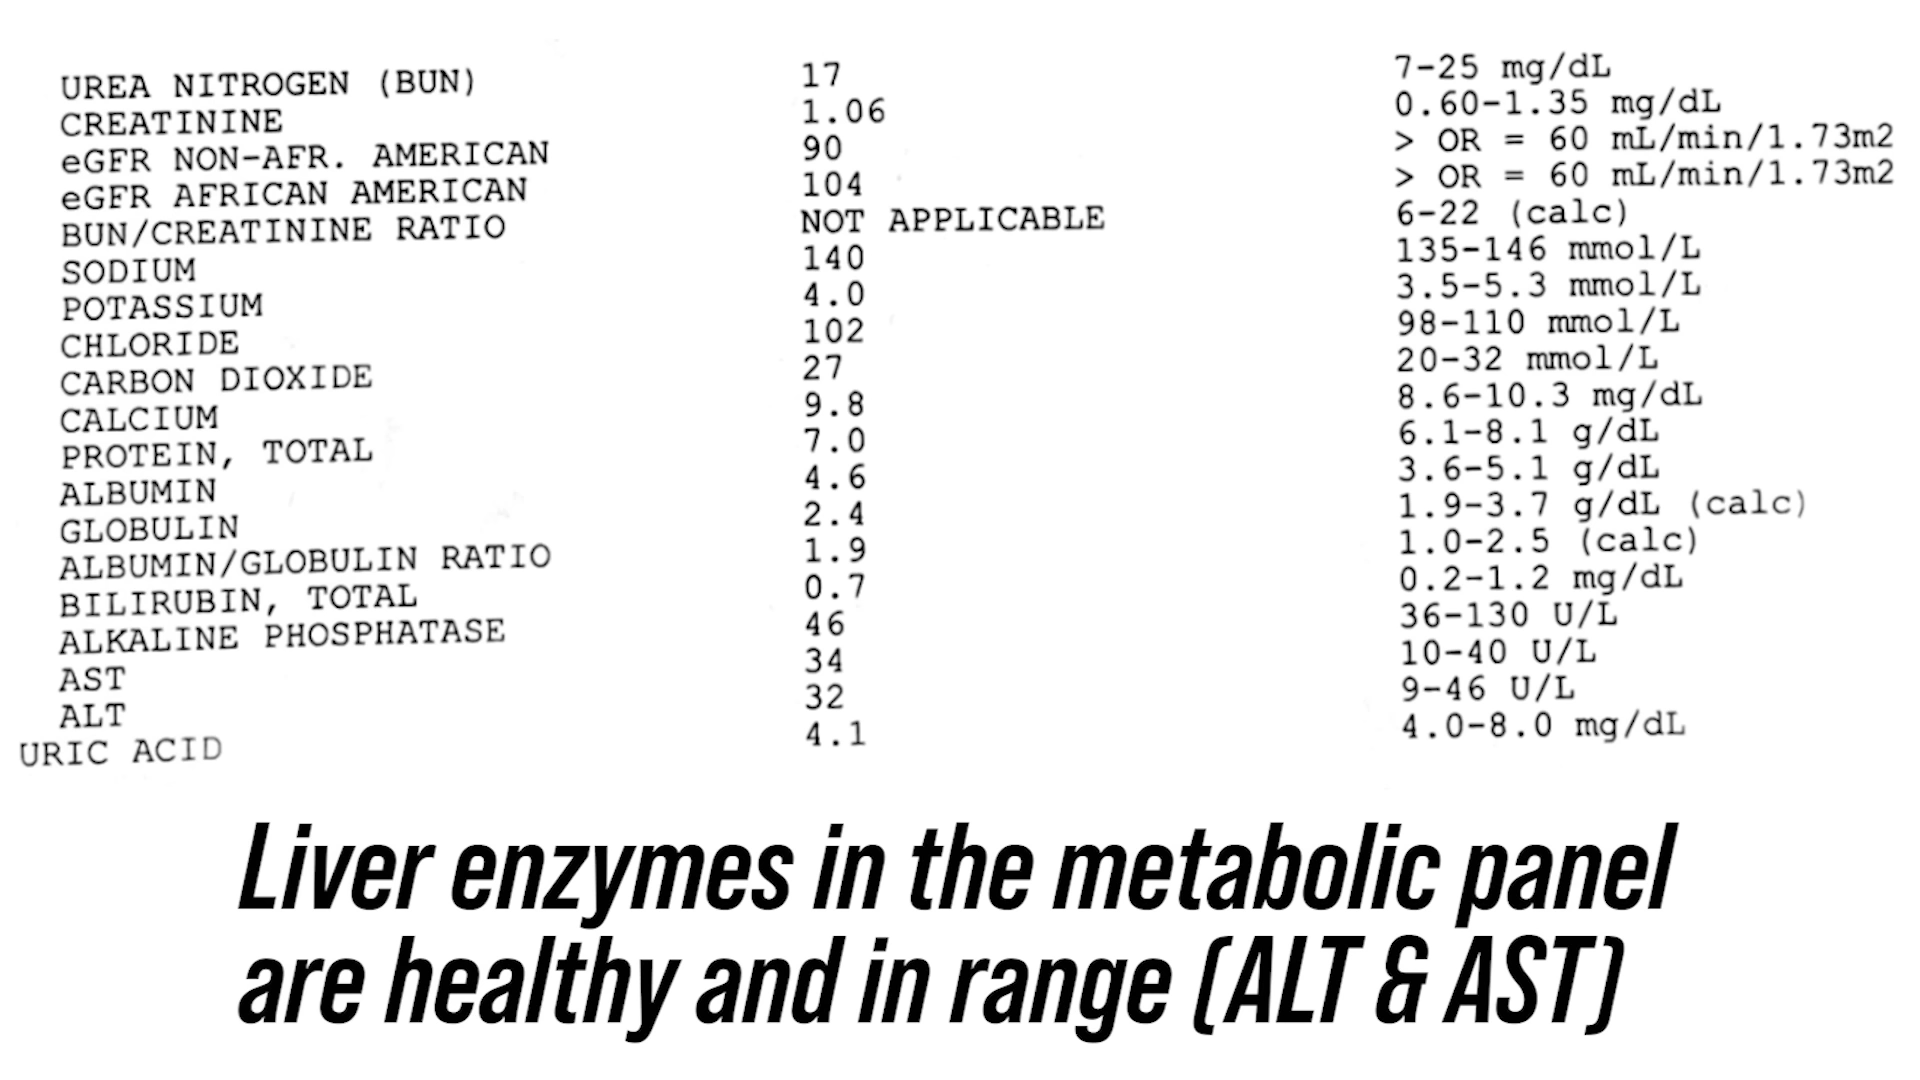 UREA NITROGEN (BUN) 17 7-25 mg/dL
CREATININE 1.06 0.60-1.35 mg/dL
eGFR NON-AFR. AMERICAN 90 > OR = 60 mL/min/1.73m2
eGFR AFRICAN AMERICAN 104 > OR = 60 mL/min/1.73m2
BUN/CREATININE RATIO NOT APPLICABLE 6-22 (calc)
SODIUM 140 135-146 mmol/L
POTASSIUM 4.0 3.5-5.3 mmol/L
CHLORIDE 102 98-110 mmol/L
CARBON DIOXIDE 27 20-32 mmol/L
CALCIUM 9.8 8.6-10.3 mg/dL
PROTEIN, TOTAL 7.0 6.1-8.1 g/dL
ALBUMIN 4.6 3.6-5.1 g/dL
GLOBULIN 2.4 1.9-3.7 g/dL (calc)
ALBUMIN/GLOBULIN RATIO 1.9 1.0-2.5 (calc)
BILIRUBIN, TOTAL 0.7 0.2-1.2 mg/dL
ALKALINE PHOSPHATASE 46 36-130 U/L
AST 34 10-40 U/L
ALT 32 9-46 U/L
URIC ACID 4.1 4.0-8.0 mg/dL
Liver enzymes in the metabolic panel
are healthy and in range (ALT & AST)